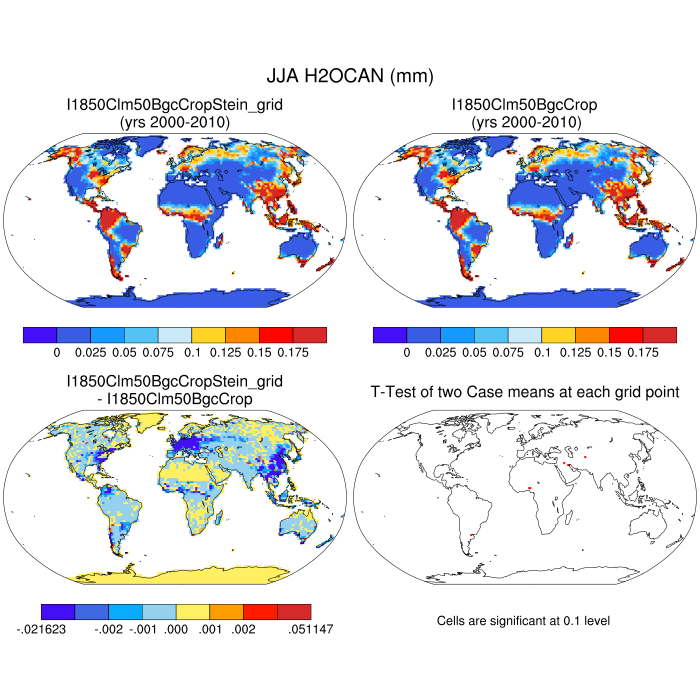 JJA H2OCAN (mm)
I1850Clm50BgcCropStein_grid
(yrs 2000-2010)
I1850Clm50BgcCrop
(yrs 2000-2010)
0 0.025 0.05 0.075 0.1 0.125 0.15 0.175
0 0.025 0.05 0.075 0.1 0.125 0.15 0.175
I1850Clm50BgcCropStein_grid
- I1850Clm50BgcCrop
T-Test of two Case means at each grid point
-.021623 -.002 -.001 .000 .001 .002 .051147
Cells are significant at 0.1 level